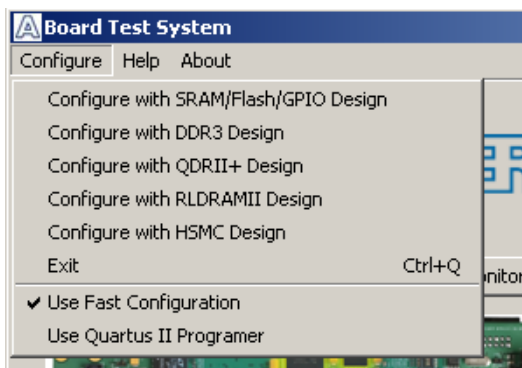 Board Test System
Configure Help About
Configure with SRAM/Flash/GPIO Design
Configure with DDR3 Design
Configure with QDRII+ Design
Configure with RLDRAMII Design
Configure with HSMC Design
Exit Ctrl+Q
Use Fast Configuration
Use Quartus II Programer